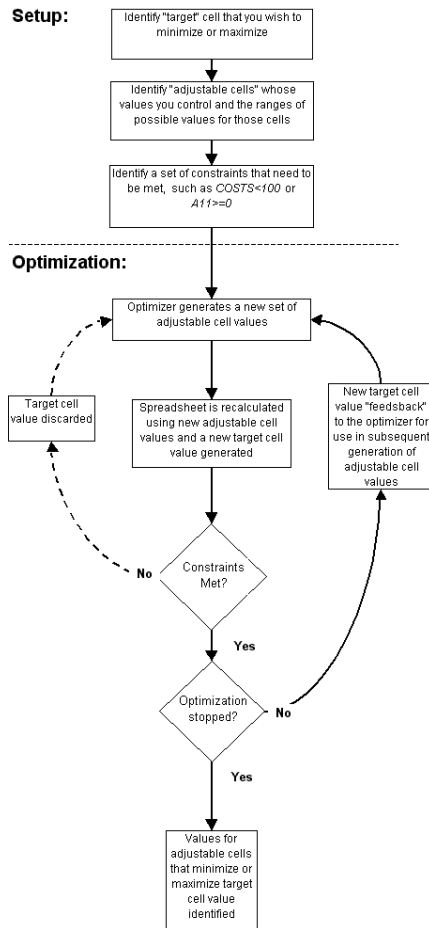 Setup:
Identify "target" cell that you wish to
minimize or maximize
Identify "adjustable cells" whose
values you control and the ranges of
possible values for those cells
Identify a set of constraints that need to
be met, such as COSTS<100 or
A11>=0
Optimization:
Optimizer generates a new set of
adjustable cell values
Target cell
value discarded
Spreadsheet is recalculated
using new adjustable cell
values and a new target cell
value generated
New target cell
value "feedsback"
to the optimizer for
use in subsequent
generation of
adjustable cell
values
Constraints
Met?
No
Yes
Optimization
stopped?
No
Yes
Values for
adjustable cells
that minimize or
maximize target
cell value
identified